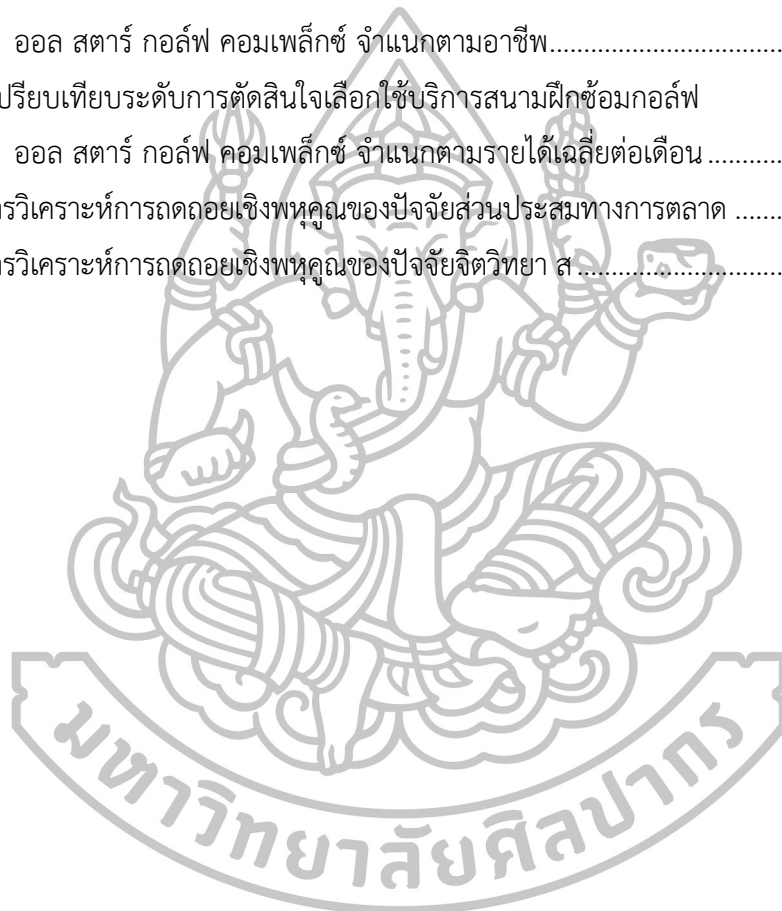 ออล สตาร์ กอล์ฟ คอมเพล็กซ์ จำแนกตามอาชีพ.................................
ปรียบเทียบระดับการตัดสินใจเลือกใช้บริการสนามฝึกซ้อมกอล์ฟ
ออล สตาร์ กอล์ฟ คอมเพล็กซ์ จำแนกตามรายได้เฉลี่ยต่อเดือน ..........
ารวิเคราะห์การถดถอยเชิงพหุคูณของปัจจัยส่วนประสมทางการตลาด .......
ารวิเคราะห์การถดถอยเชิงพหุคูณของปัจจัยจิตวิทยา ส.............................
มหาวิทยาลัยศิลปากร